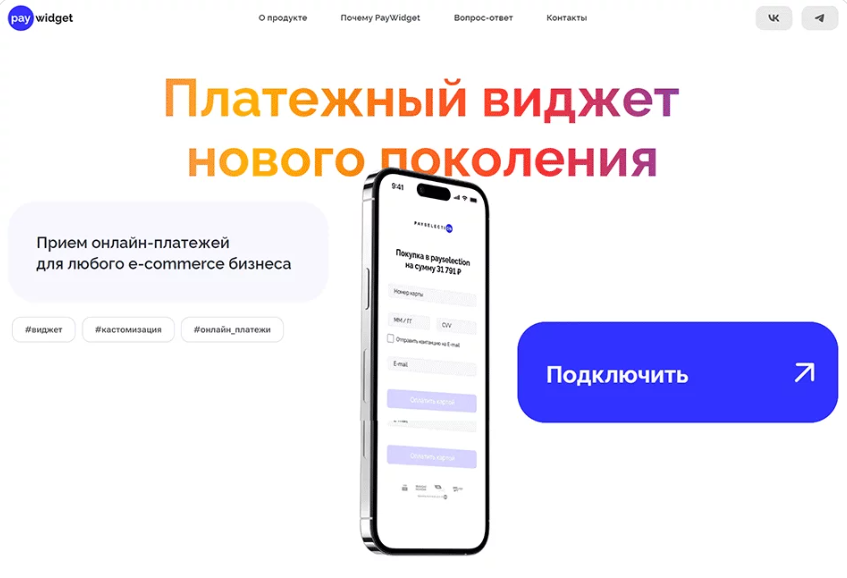 pay widget
О продукте
Почему PayWidget
Вопрос-ответ
Контакты
Платежный виджет
нового поколения
Прием онлайн-платежей
для любого e-commerce бизнеса
#виджет
#кастомизация
#онлайн_платежи
9:41
PAYSELECTION
Покупка в payselection
на сумму 31 791 ₽
Номер карты
ММ / ГГ
CVV
Отправить квитанцию на E-mail
E-mail
Оплатить картой
E-mail
Оплатить картой
Подключить